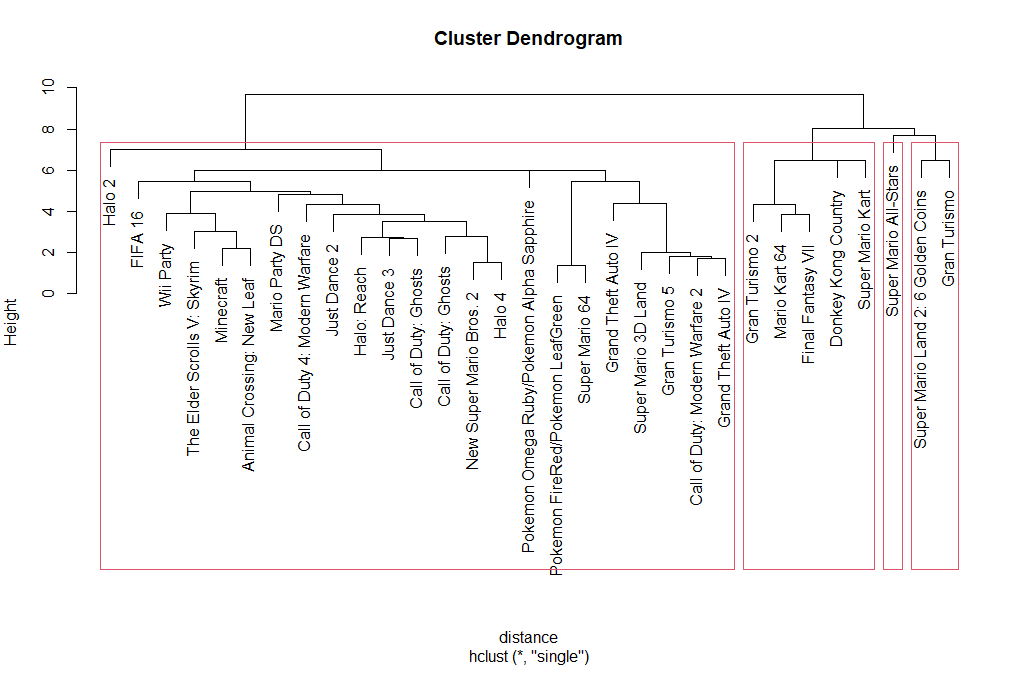 Cluster Dendrogram
Height
10
8
6
4
2
0
Halo 2
FIFA 16
Wii Party
The Elder Scrolls V: Skyrim
Minecraft
Animal Crossing: New Leaf
Mario Party DS
Call of Duty 4: Modern Warfare
Just Dance 2
Halo: Reach
Just Dance 3
Call of Duty: Ghosts
Call of Duty: Ghosts
New Super Mario Bros. 2
Halo 4
Pokemon Omega Ruby/Pokemon Alpha Sapphire
Pokemon FireRed/Pokemon LeafGreen
Super Mario 64
Grand Theft Auto IV
Super Mario 3D Land
Gran Turismo 5
Call of Duty: Modern Warfare 2
Grand Theft Auto IV
Gran Turismo 2
Mario Kart 64
Final Fantasy VII
Donkey Kong Country
Super Mario Kart
Super Mario All-Stars
Super Mario Land 2: 6 Golden Coins
Gran Turismo
distance
hclust (*, "single")